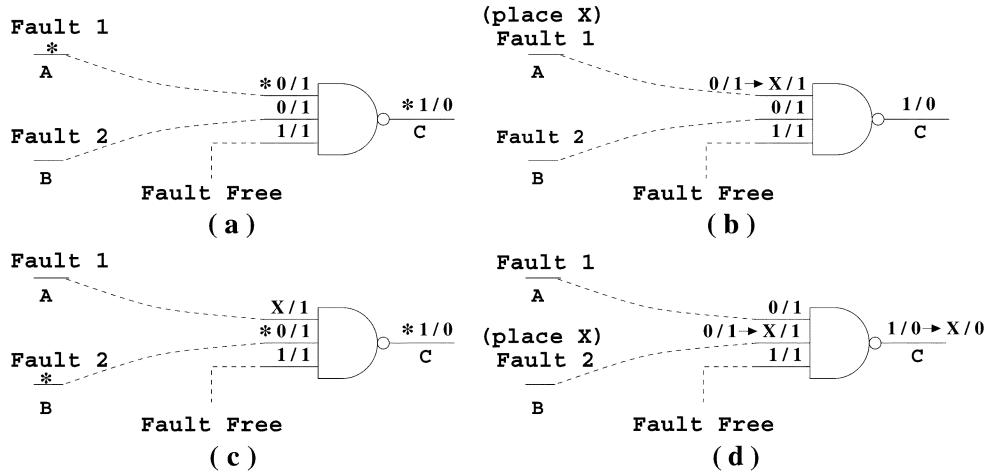 Fault 1
*
A
* 0 / 1
0 / 1
1 / 1
* 1 / 0
C
Fault 2
B
Fault Free
( a )
(place X)
Fault 1
A
0 / 1 → X / 1
0 / 1
1 / 1
1 / 0
C
Fault 2
B
Fault Free
( b )
Fault 1
A
X / 1
* 0 / 1
1 / 1
* 1 / 0
C
Fault 2
*
B
Fault Free
( c )
Fault 1
A
0 / 1
0 / 1 → X / 1
1 / 1
1 / 0 → X / 0
C
(place X)
Fault 2
B
Fault Free
( d )